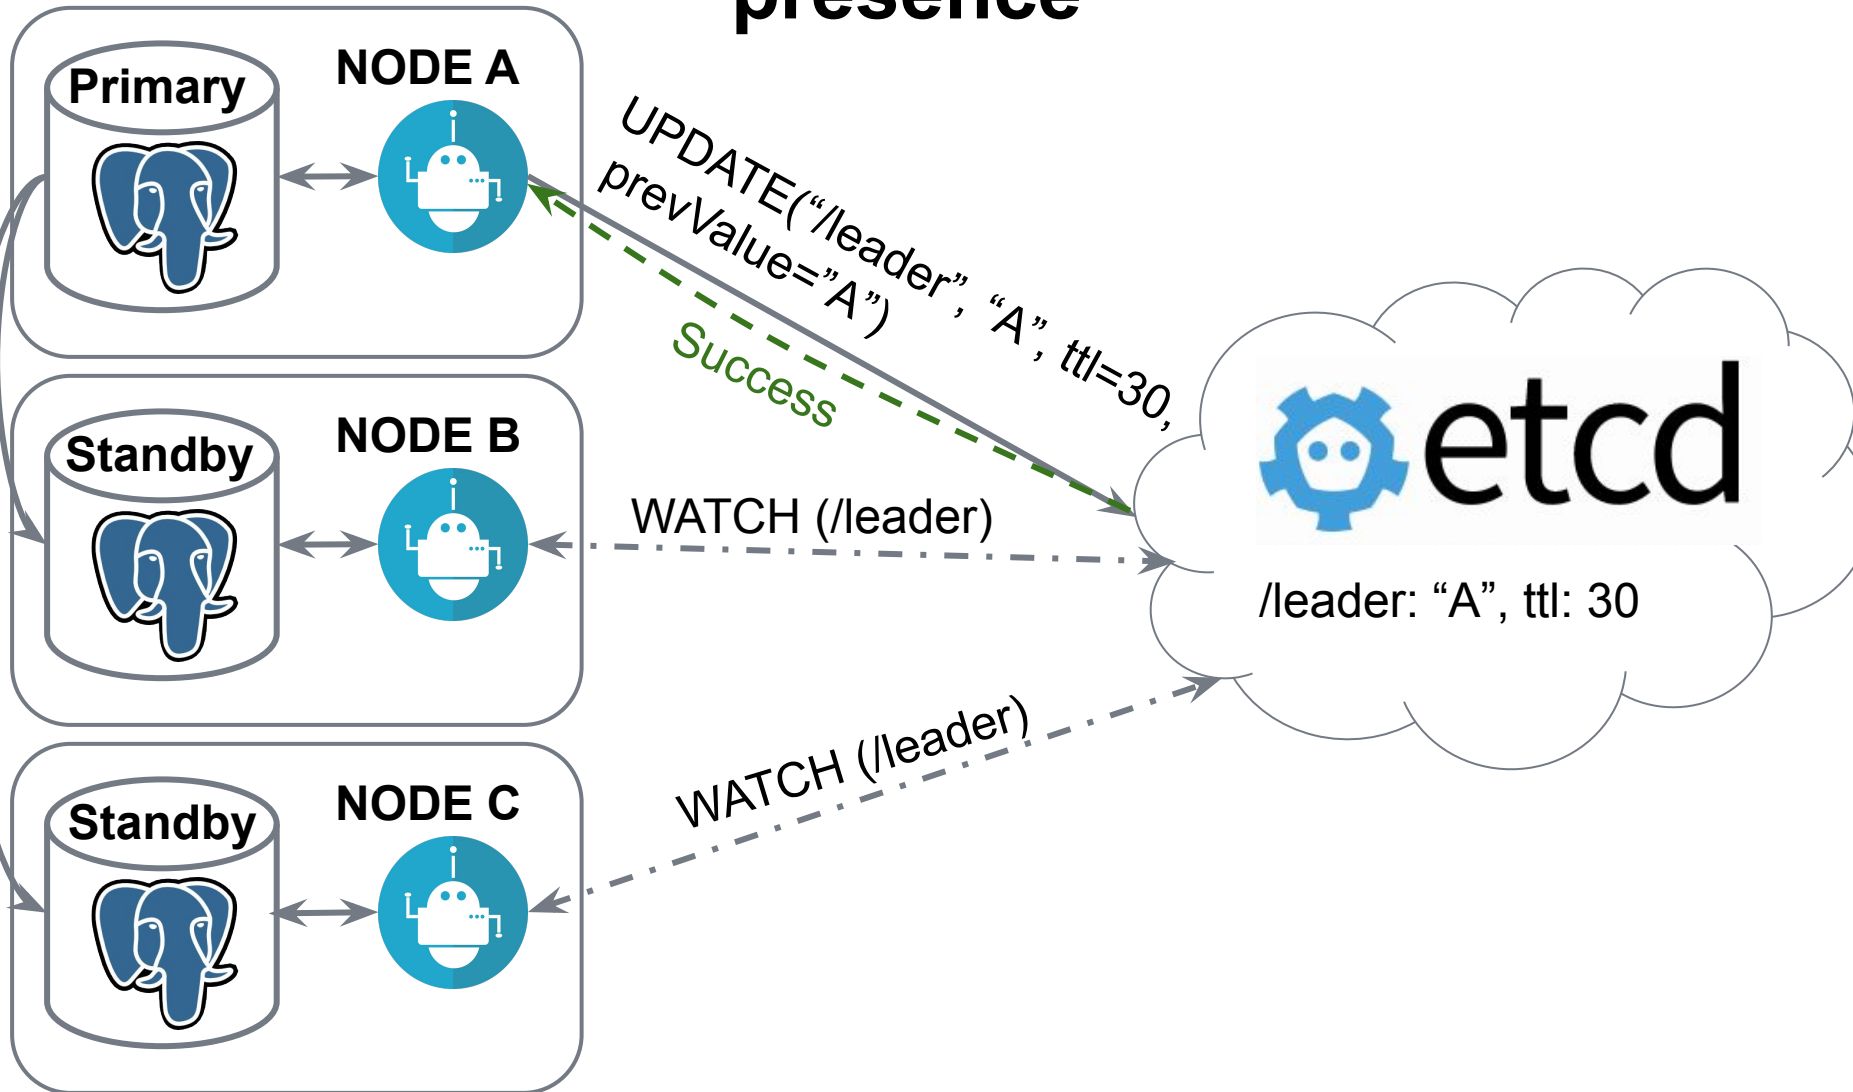 presence
Primary
NODE A
UPDATE(“/leader”, “A”, ttl=30,
prevValue=”A”)
Success
Standby
NODE B
WATCH (/leader)
etcd
/leader: “A”, ttl: 30
Standby
NODE C
WATCH (/leader)